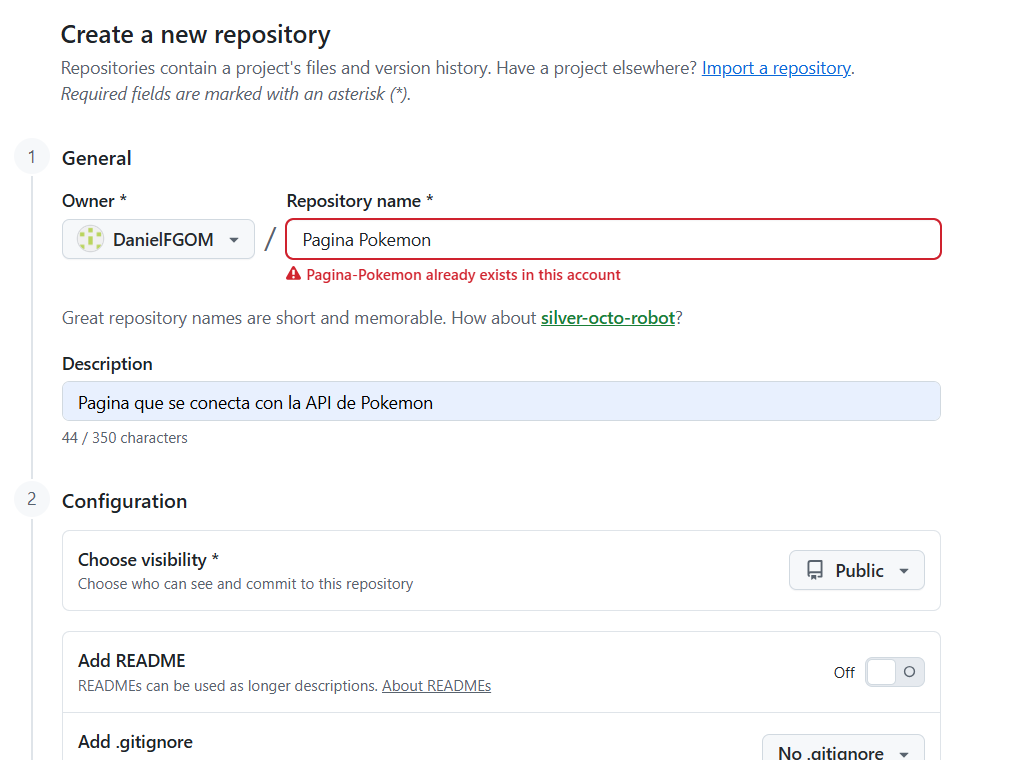 Create a new repository
Repositories contain a project's files and version history. Have a project elsewhere? Import a repository.
Required fields are marked with an asterisk (*).
1
General
Owner *
Repository name *
DanielFGOM / Pagina Pokemon
Pagina-Pokemon already exists in this account
Great repository names are short and memorable. How about silver-octo-robot?
Description
Pagina que se conecta con la API de Pokemon
44 / 350 characters
2
Configuration
Choose visibility *
Choose who can see and commit to this repository
Public
Add README
READMEs can be used as longer descriptions. About READMEs
Off
Add .gitignore
No .gitignore